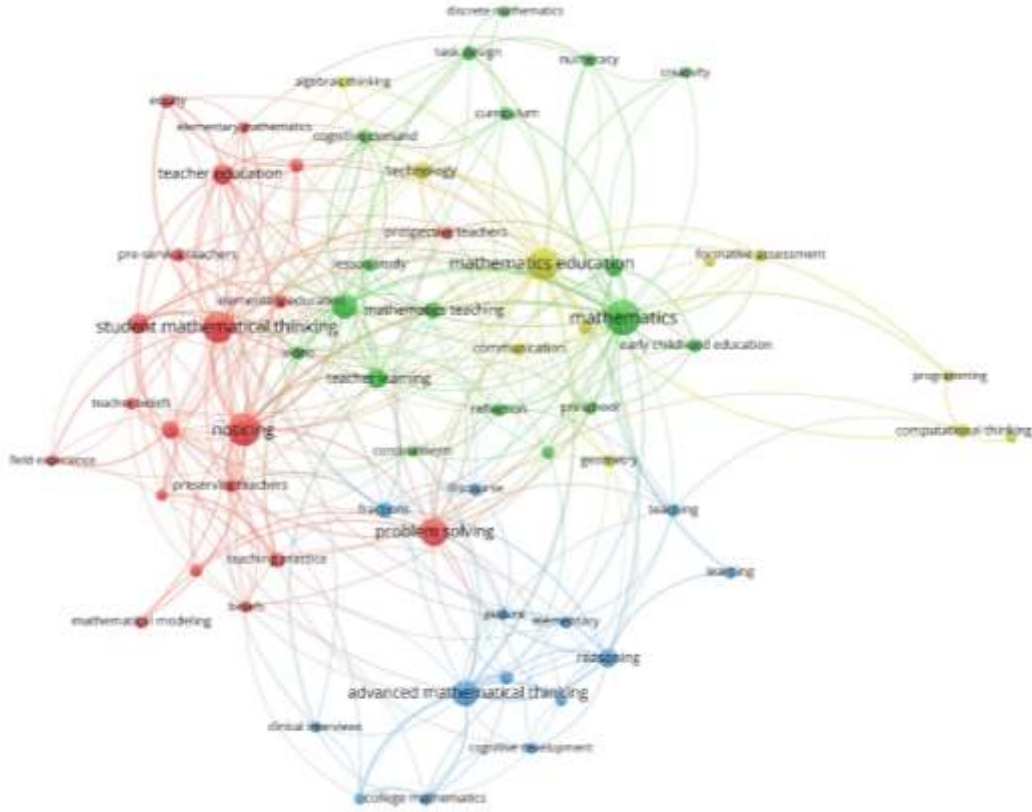 discrete mathematics
task design
numeracy
creativity
algebraic thinking
equity
curriculum
elementary mathematics
cognitive demand
teacher education
technology
prospective teachers
pre-service teachers
lesson study
mathematics education
formative assessment
elementary education
mathematics teaching
mathematics
student mathematical thinking
early childhood education
communication
teacher learning
programming
teacher beliefs
reflection
preschool
noticing
computational thinking
field experience
geometry
preservice teachers
discourse
fractions
teaching
problem solving
teaching practice
learning
beliefs
mathematical modeling
elementary
reasoning
advanced mathematical thinking
clinical interviews
cognitive development
college mathematics